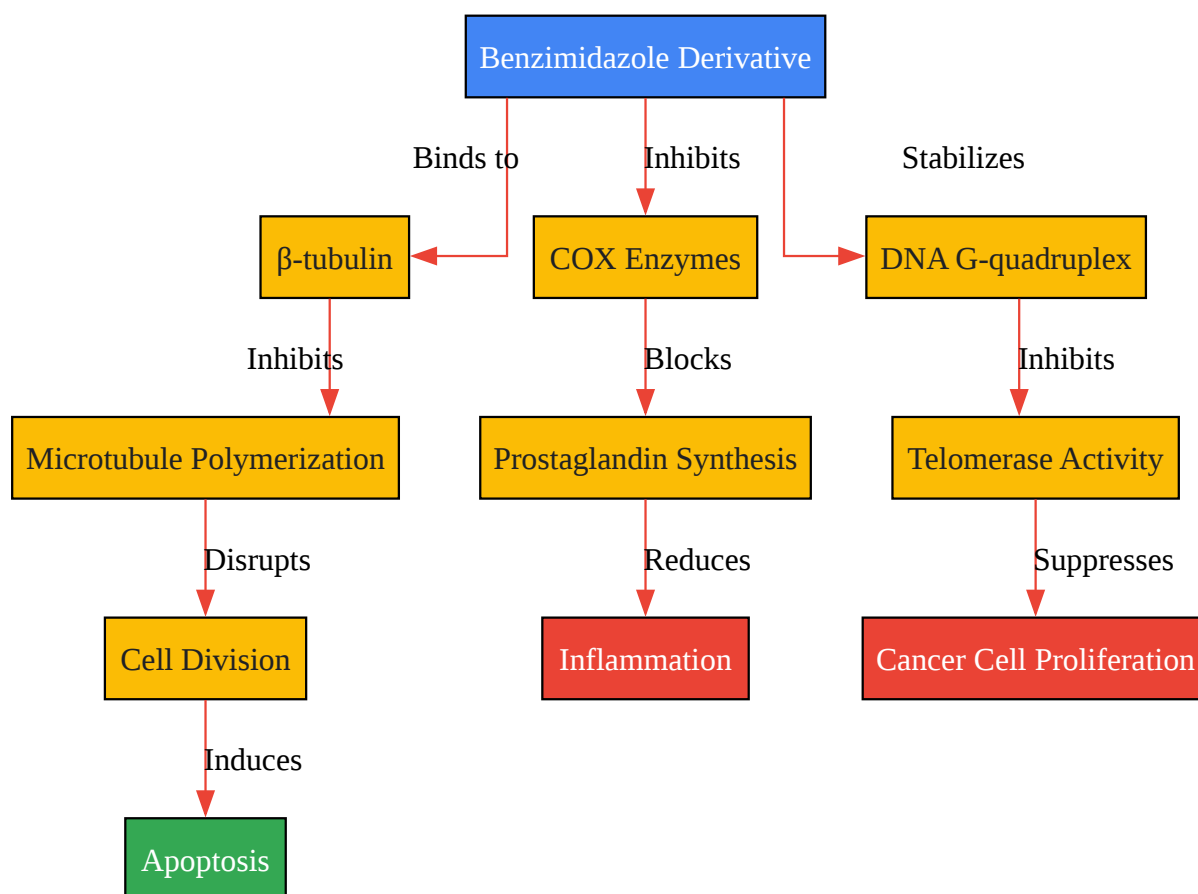 Benzimidazole Derivative
Binds to
Inhibits
Stabilizes
β-tubulin
COX Enzymes
DNA G-quadruplex
Inhibits
Blocks
Inhibits
Microtubule Polymerization
Prostaglandin Synthesis
Telomerase Activity
Disrupts
Reduces
Suppresses
Cell Division
Inflammation
Cancer Cell Proliferation
Induces
Apoptosis